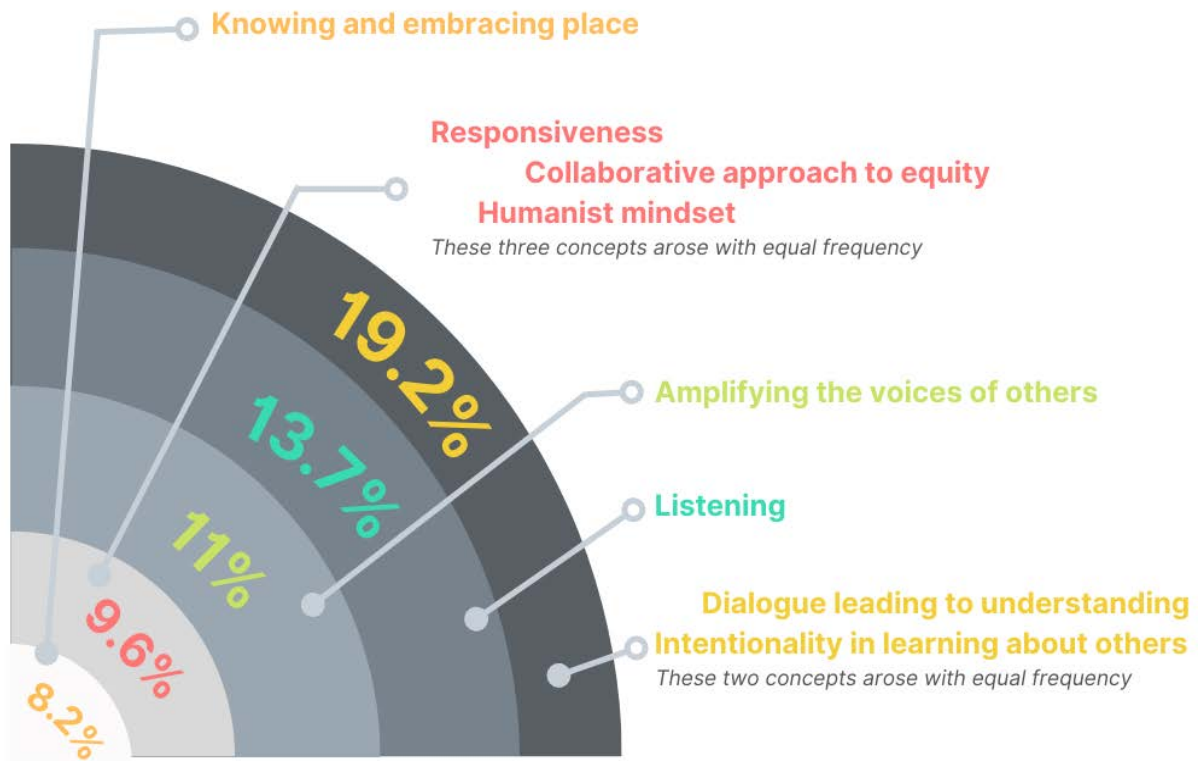 Knowing and embracing place
Responsiveness
Collaborative approach to equity
Humanist mindset
These three concepts arose with equal frequency
19.2%
13.7%
Amplifying the voices of others
11%
Listening
9.6%
Dialogue leading to understanding
Intentionality in learning about others
These two concepts arose with equal frequency
8.2%